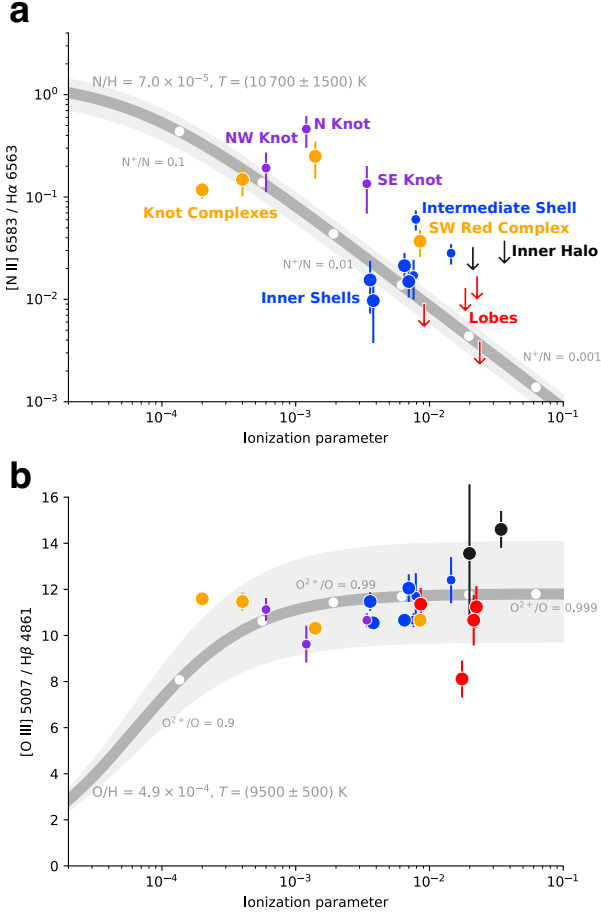 a
N/H = 7.0 × 10⁻⁵, T = (10 700 ± 1500) K
N Knot
NW Knot
N⁺/N = 0.1
SE Knot
Knot Complexes
Intermediate Shell
SW Red Complex
Inner Halo
N⁺/N = 0.01
Inner Shells
Lobes
N⁺/N = 0.001
[N II] 6583 / Hα 6563
10⁰
10⁻¹
10⁻²
10⁻³
10⁻⁴ 10⁻³ 10⁻² 10⁻¹
Ionization parameter
b
16
14
12
10
8
6
4
2
0
[O III] 5007 / Hβ 4861
O²⁺/O = 0.99
O²⁺/O = 0.999
O²⁺/O = 0.9
O/H = 4.9 × 10⁻⁴, T = (9500 ± 500) K
10⁻⁴ 10⁻³ 10⁻² 10⁻¹
Ionization parameter